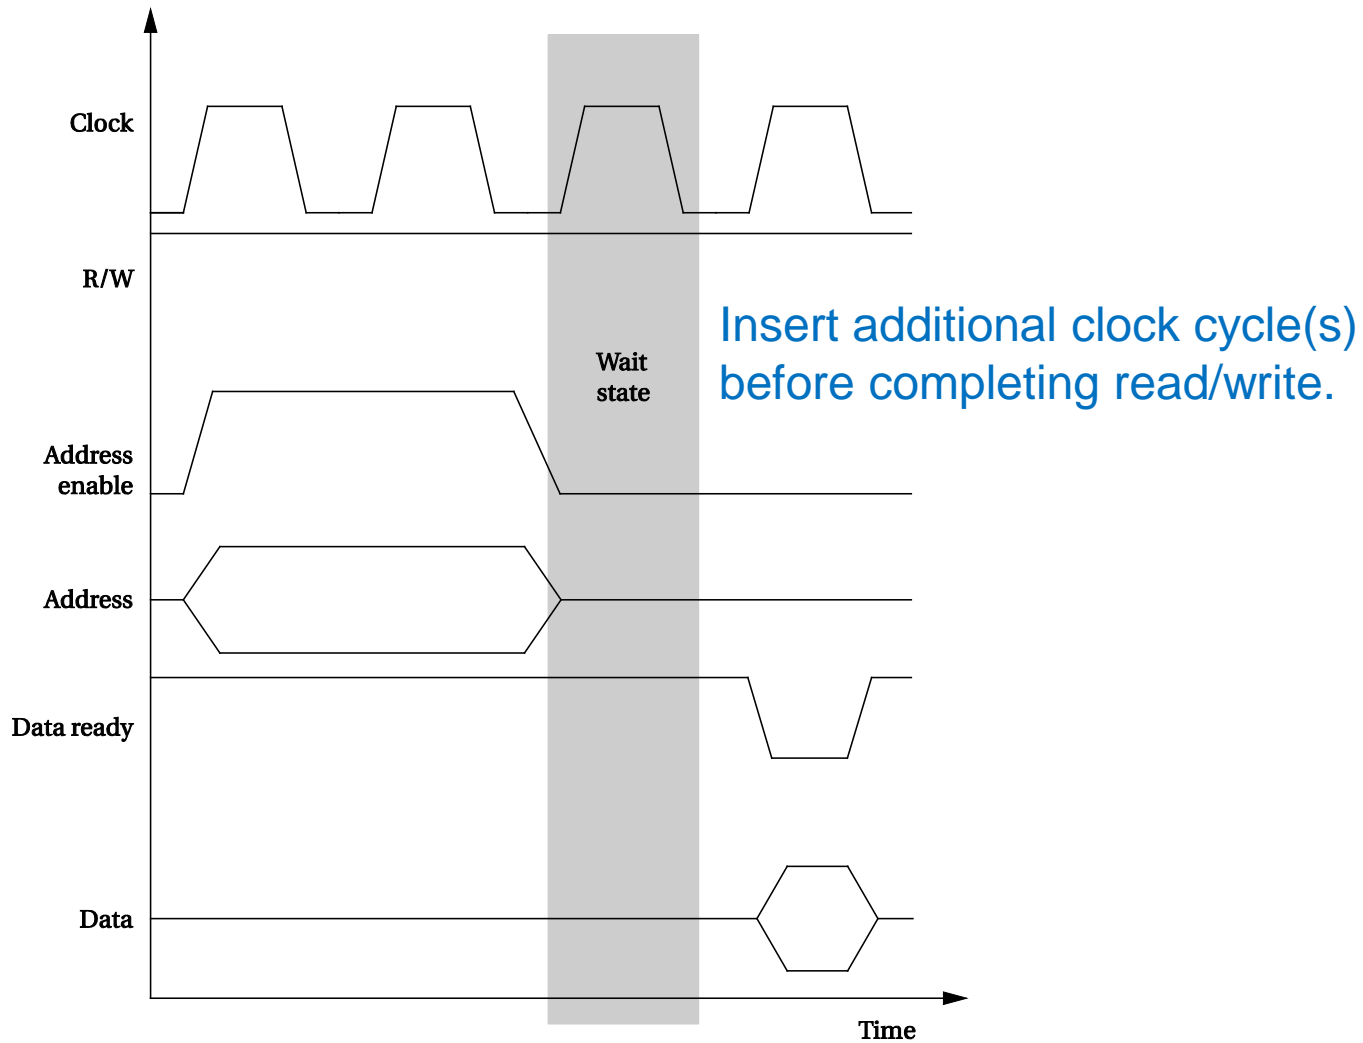 Clock
R/W
Insert additional clock cycle(s)
before completing read/write.
Wait
state
Address
enable
Address
Data ready
Data
Time